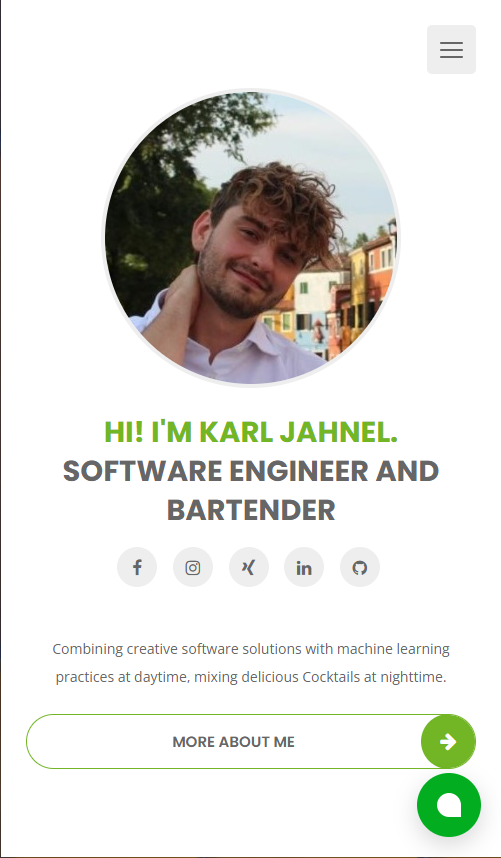 HI! I'M KARL JAHNEL.
SOFTWARE ENGINEER AND
BARTENDER
Combining creative software solutions with machine learning
practices at daytime, mixing delicious Cocktails at nighttime.
MORE ABOUT ME